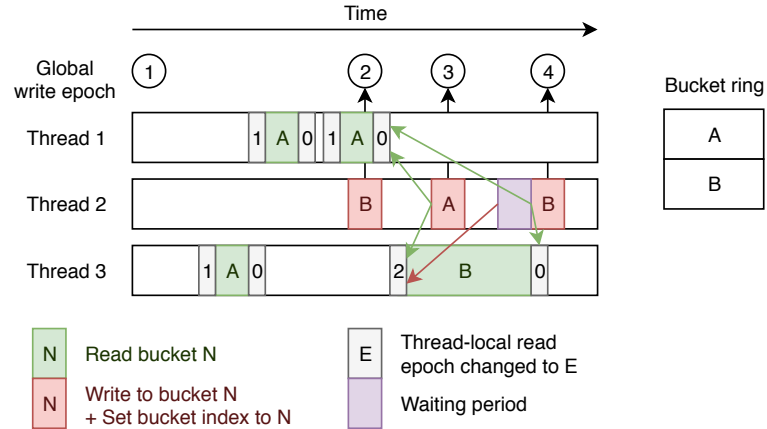 Time
Global
write epoch
1
2
3
4
Bucket ring
A
B
Thread 1
1
A
0
1
A
0
Thread 2
B
A
B
Thread 3
1
A
0
2
B
0
N
Read bucket N
N
Write to bucket N
+ Set bucket index to N
E
Thread-local read
epoch changed to E
Waiting period